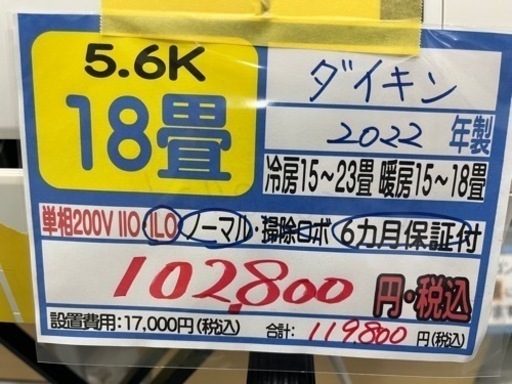 5.6K
18畳
ダイキン
2022 年製
冷房15～23畳 暖房15～18畳
単相200V IIO ILO ノーマル・掃除ロボ 6カ月保証付
102,800 円・税込
設置費用:17,000円(税込) 合計: 119800 円(税込)